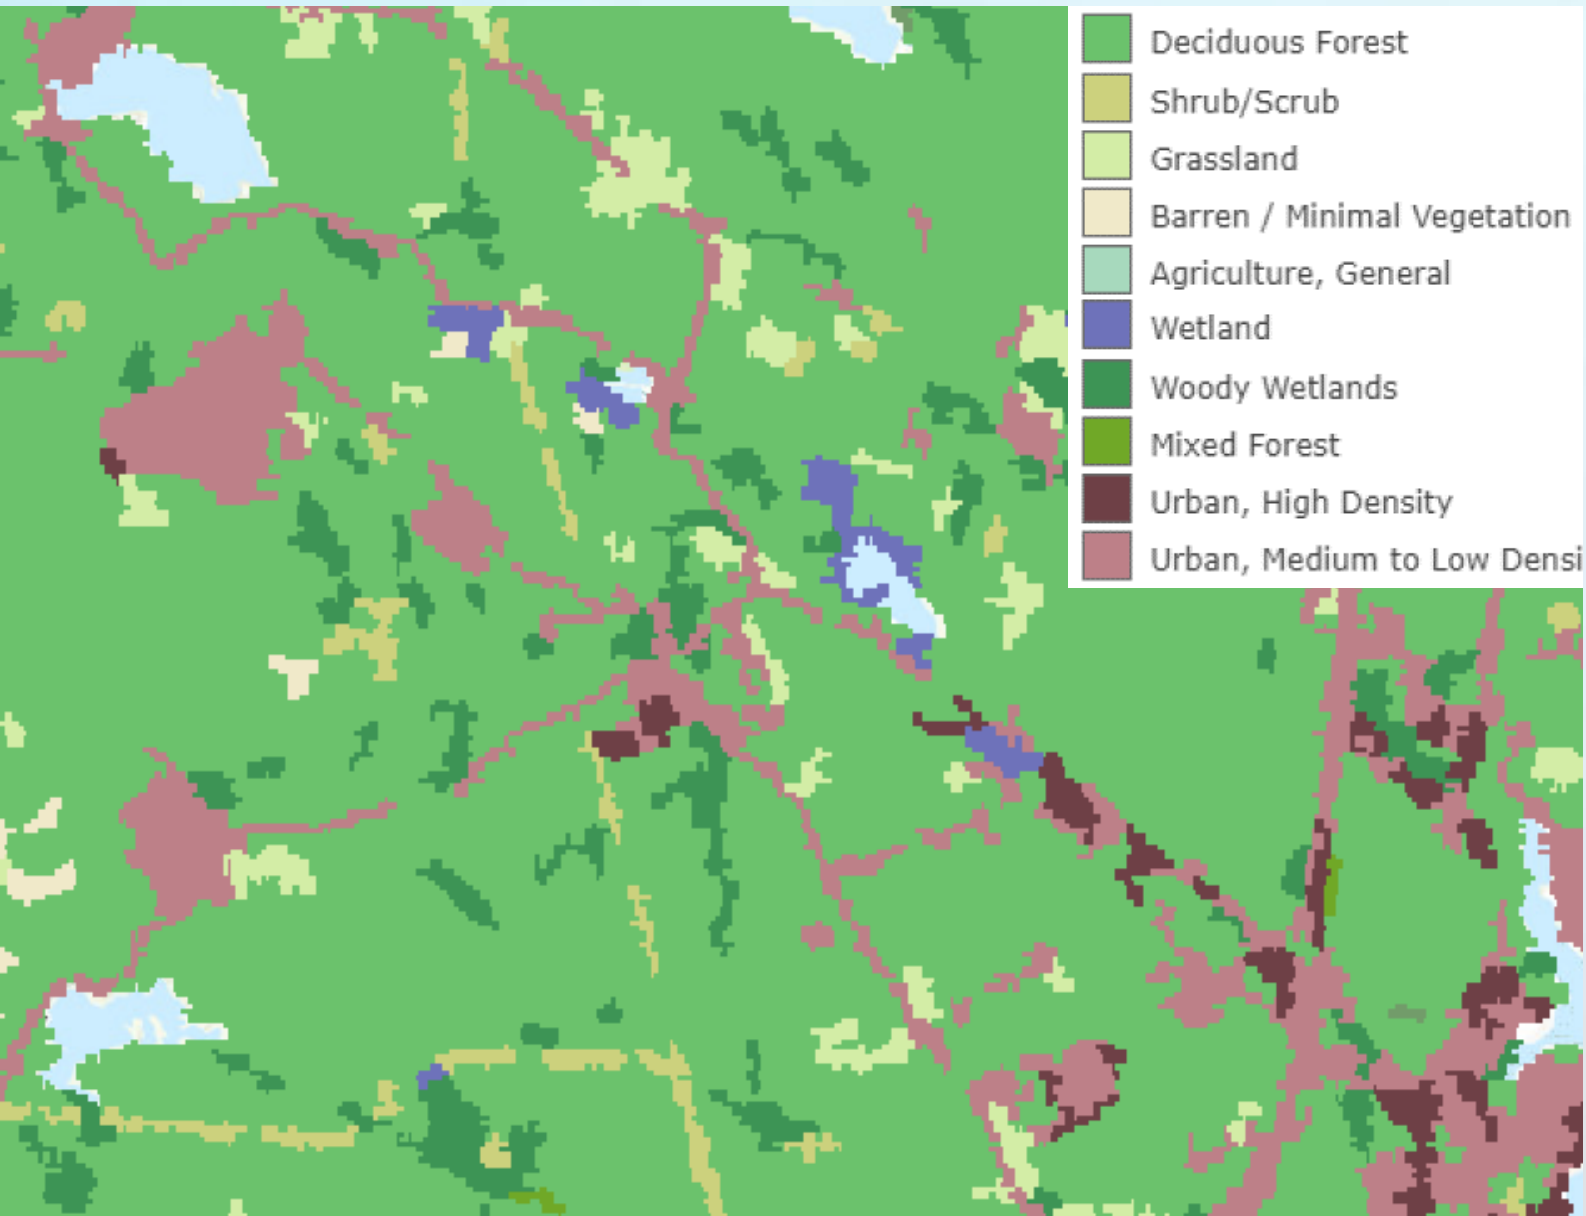 Deciduous Forest
Shrub/Scrub
Grassland
Barren / Minimal Vegetation
Agriculture, General
Wetland
Woody Wetlands
Mixed Forest
Urban, High Density
Urban, Medium to Low Densi